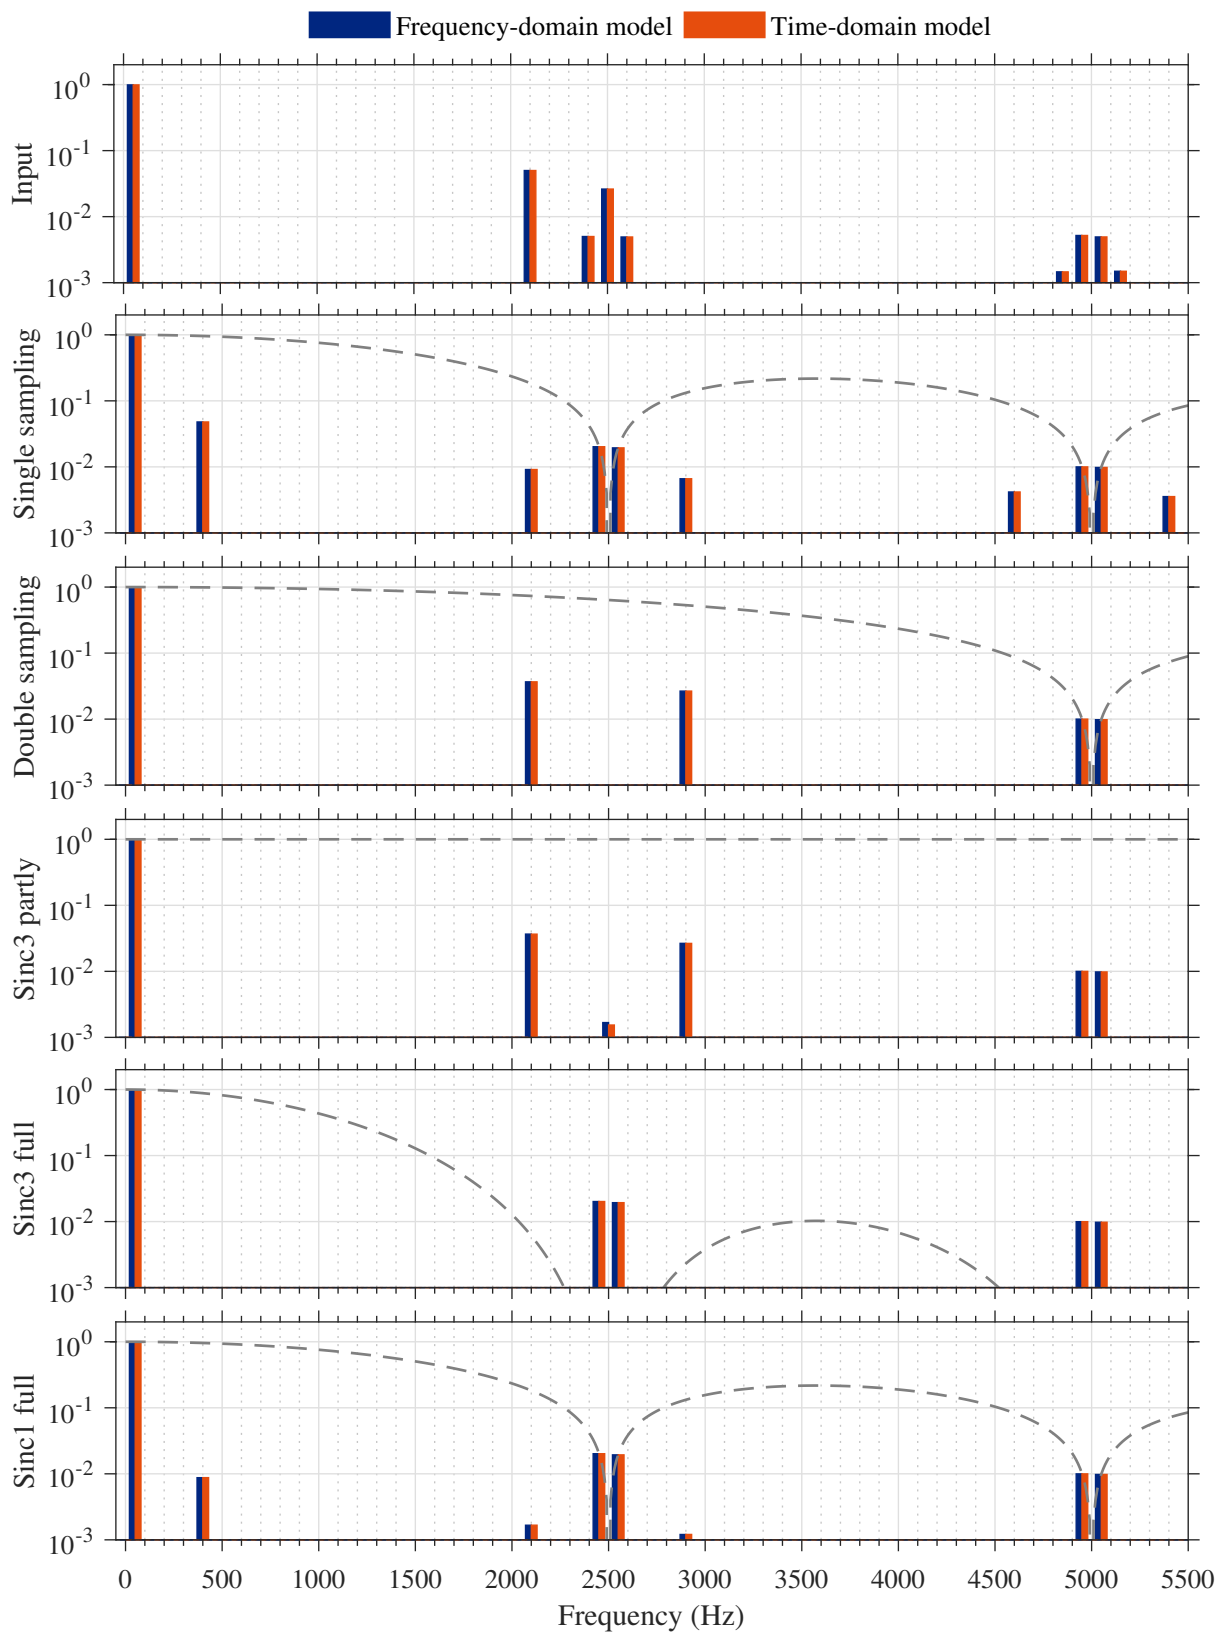 Frequency-domain model Time-domain model
Input
10^0
10^-1
10^-2
10^-3
Single sampling
10^0
10^-1
10^-2
10^-3
Double sampling
10^0
10^-1
10^-2
10^-3
Sinc3 partly
10^0
10^-1
10^-2
10^-3
Sinc3 full
10^0
10^-1
10^-2
10^-3
Sinc1 full
10^0
10^-1
10^-2
10^-3
0 500 1000 1500 2000 2500 3000 3500 4000 4500 5000 5500
Frequency (Hz)